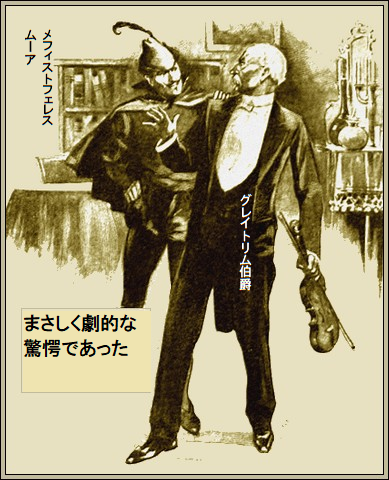 メフィストフェレス
ムーア
グレイトリム伯爵
まさしく劇的な
驚愕であった